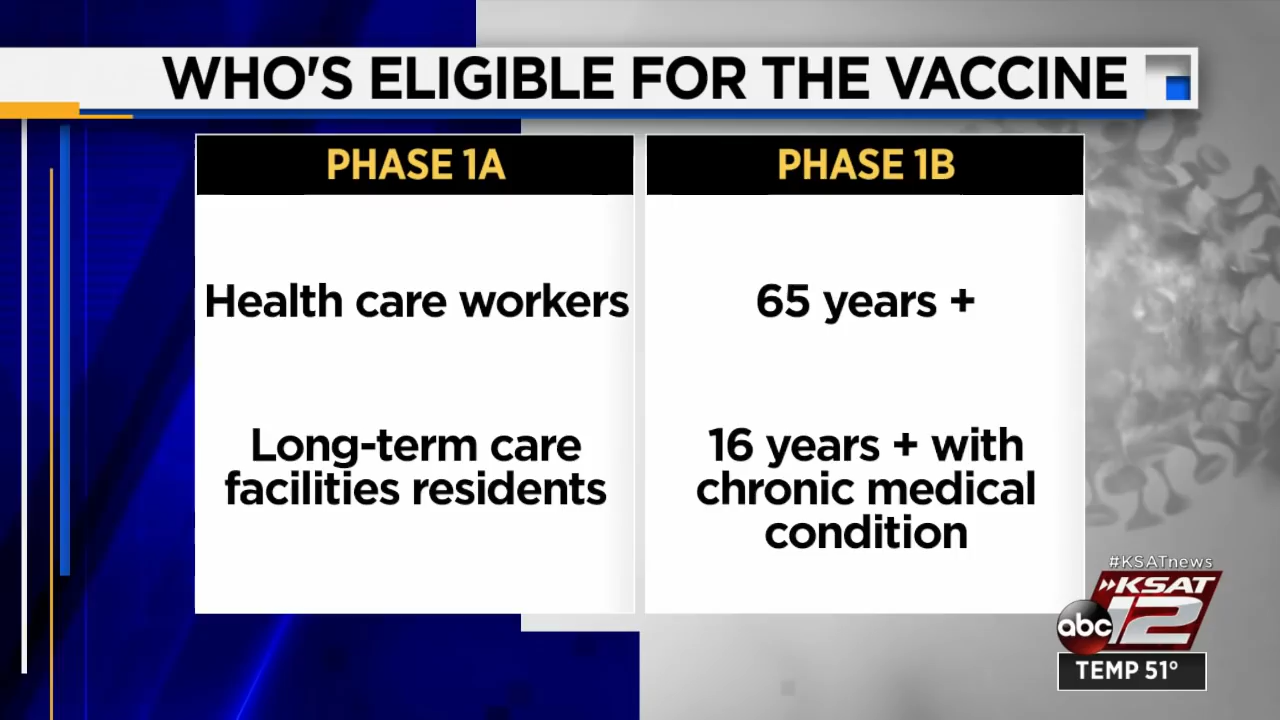 WHO'S ELIGIBLE FOR THE VACCINE
PHASE 1A
Health care workers
Long-term care
facilities residents
PHASE 1B
65 years +
16 years + with
chronic medical
condition
#KSATnews
KSAT
abc 12
TEMP 51°